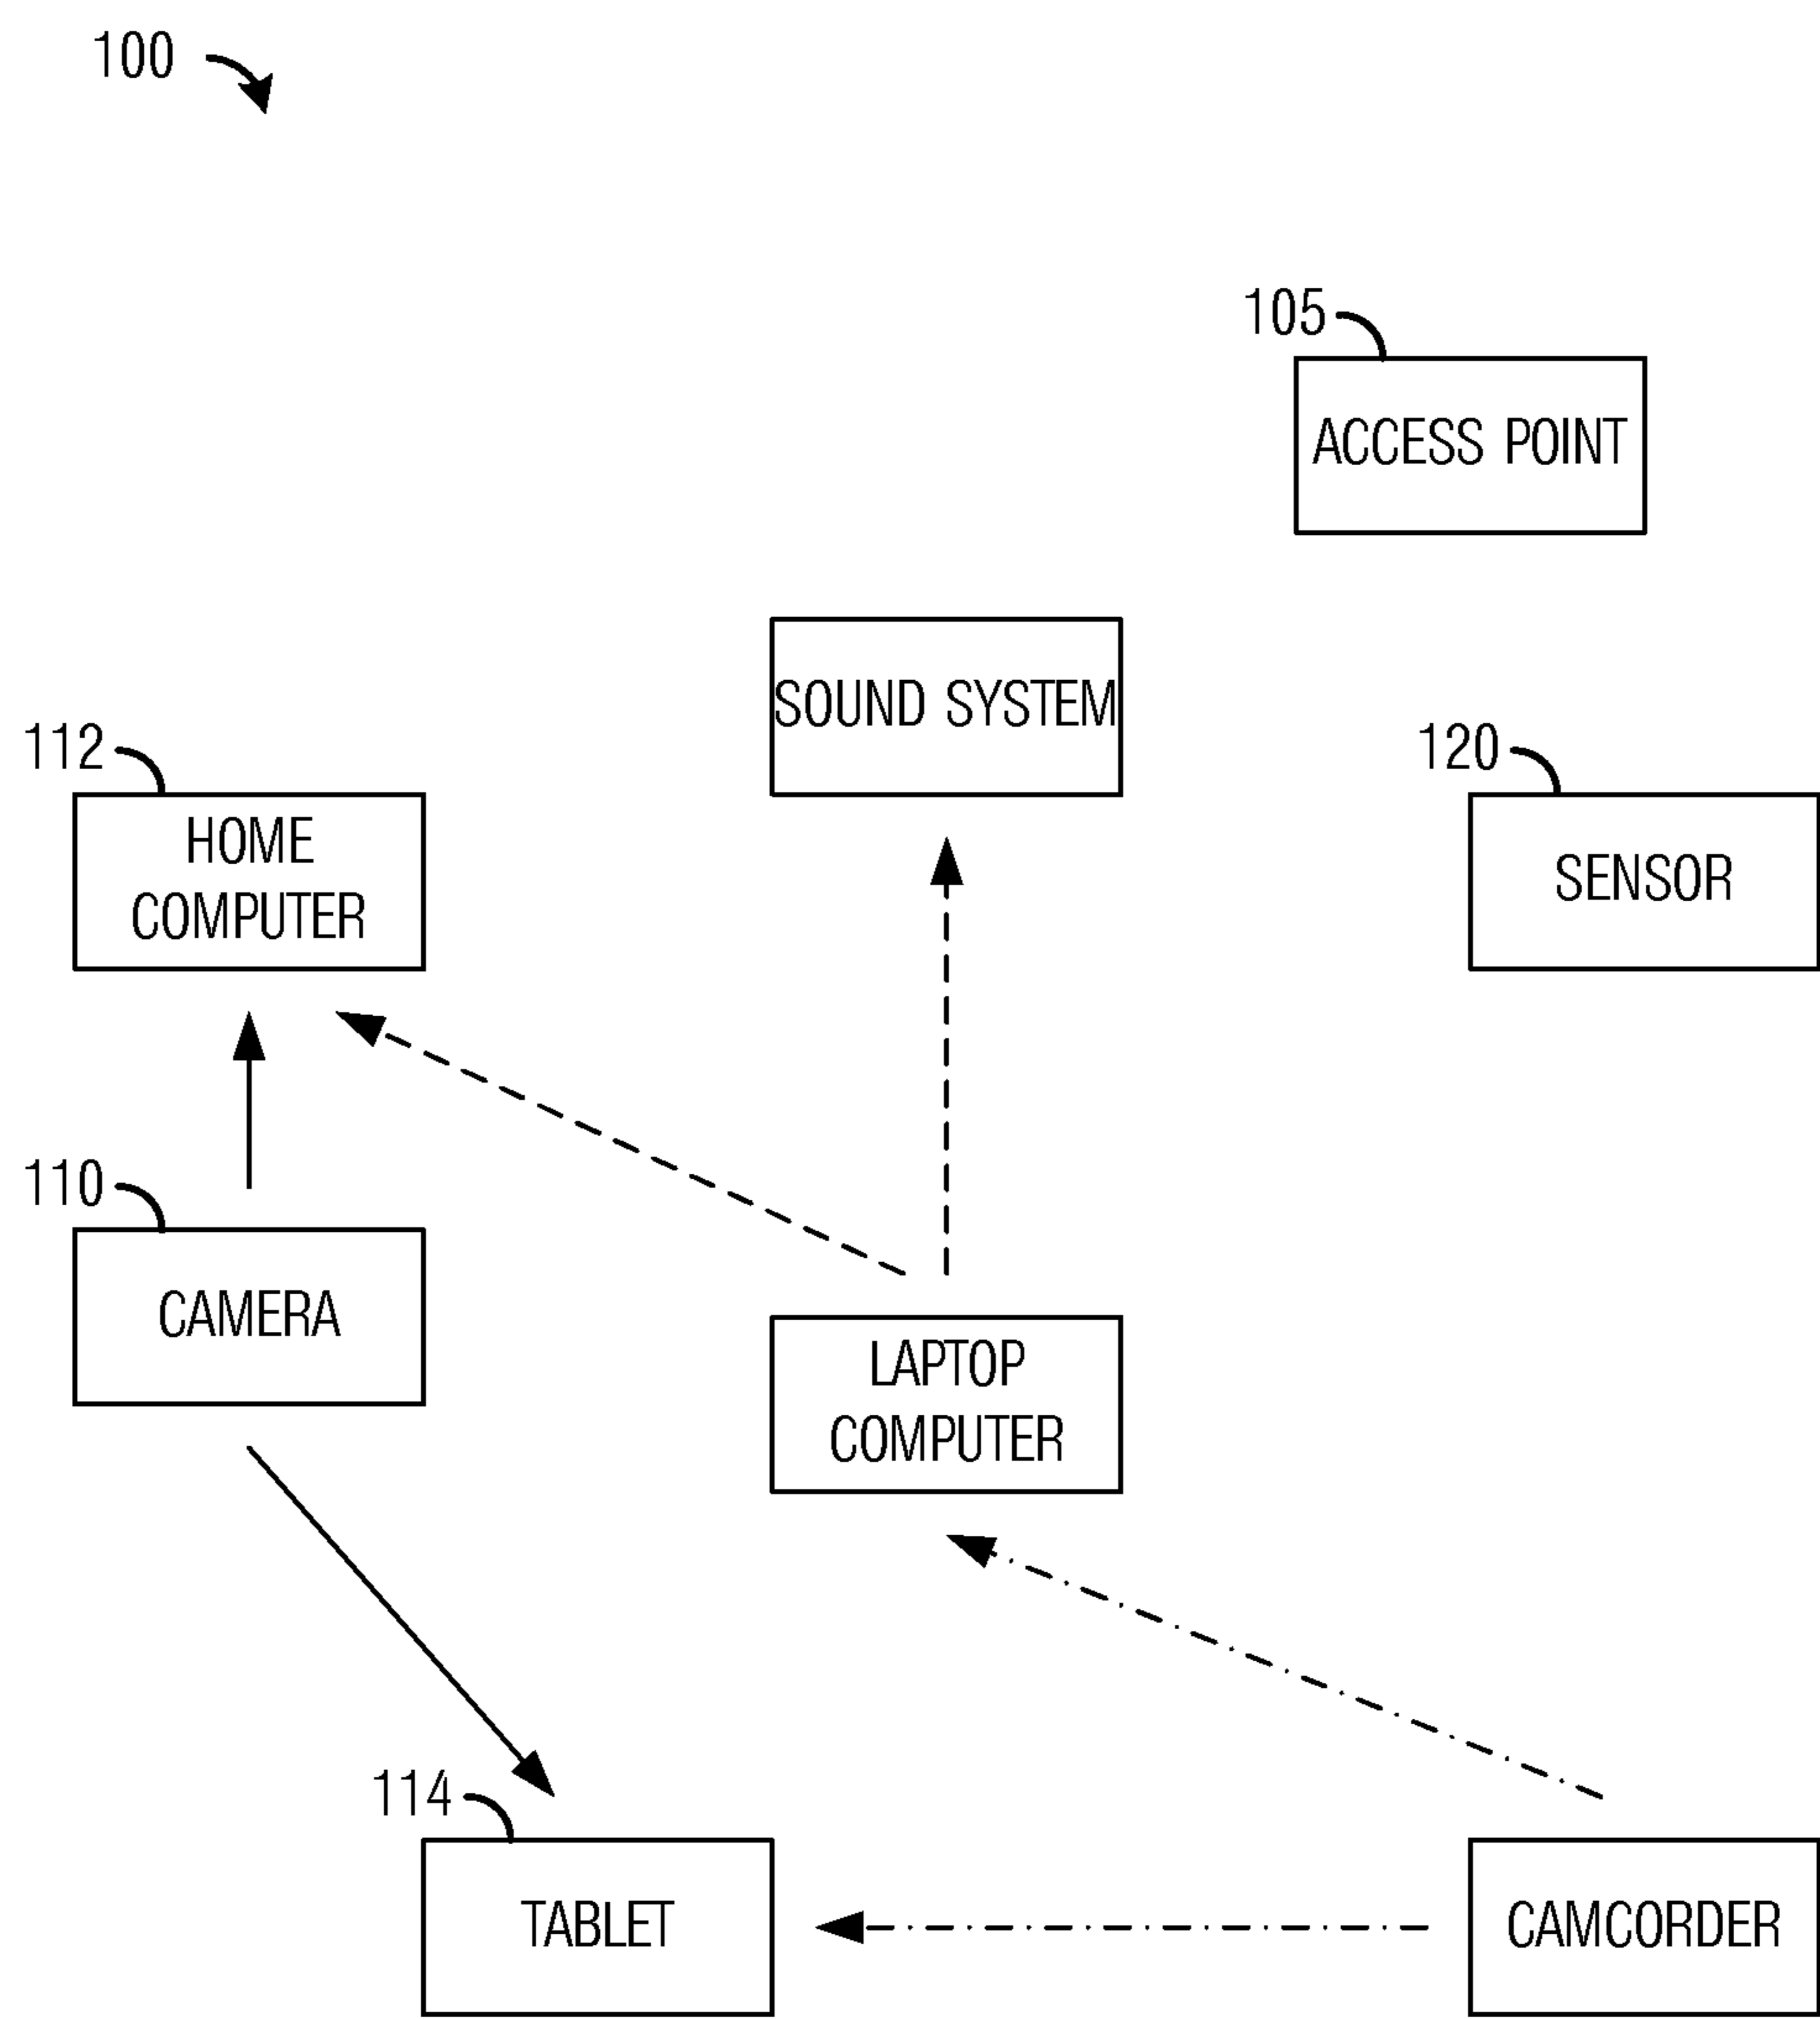 100
105
ACCESS POINT
SOUND SYSTEM
112
HOME
COMPUTER
120
SENSOR
110
CAMERA
LAPTOP
COMPUTER
114
TABLET
CAMCORDER